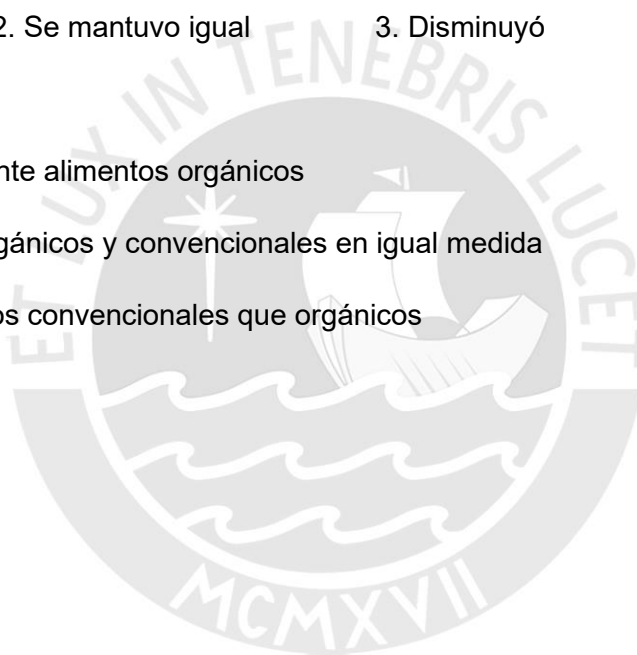 2. Se mantuvo igual 3. Disminuyó
nte alimentos orgánicos
gánicos y convencionales en igual medida
os convencionales que orgánicos
ET LUX IN TENEBRIS LUCET
MCMXVII